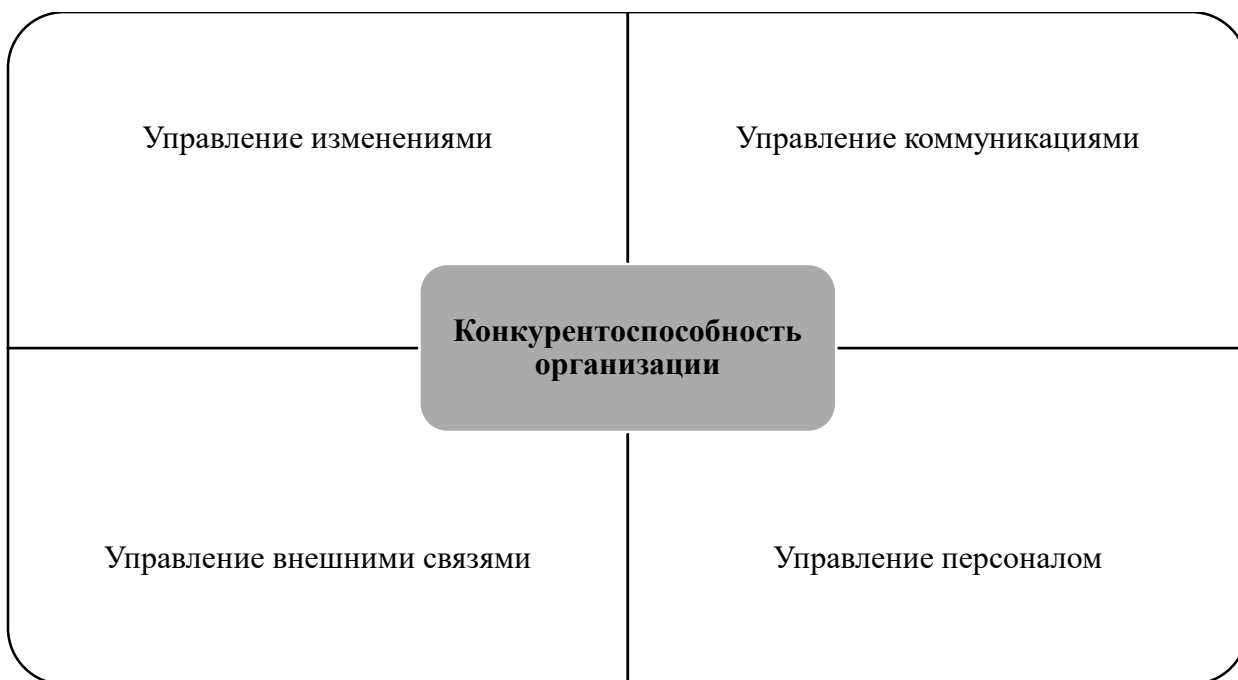 Управление изменениями
Управление коммуникациями
Конкурентоспособность
организации
Управление внешними связями
Управление персоналом